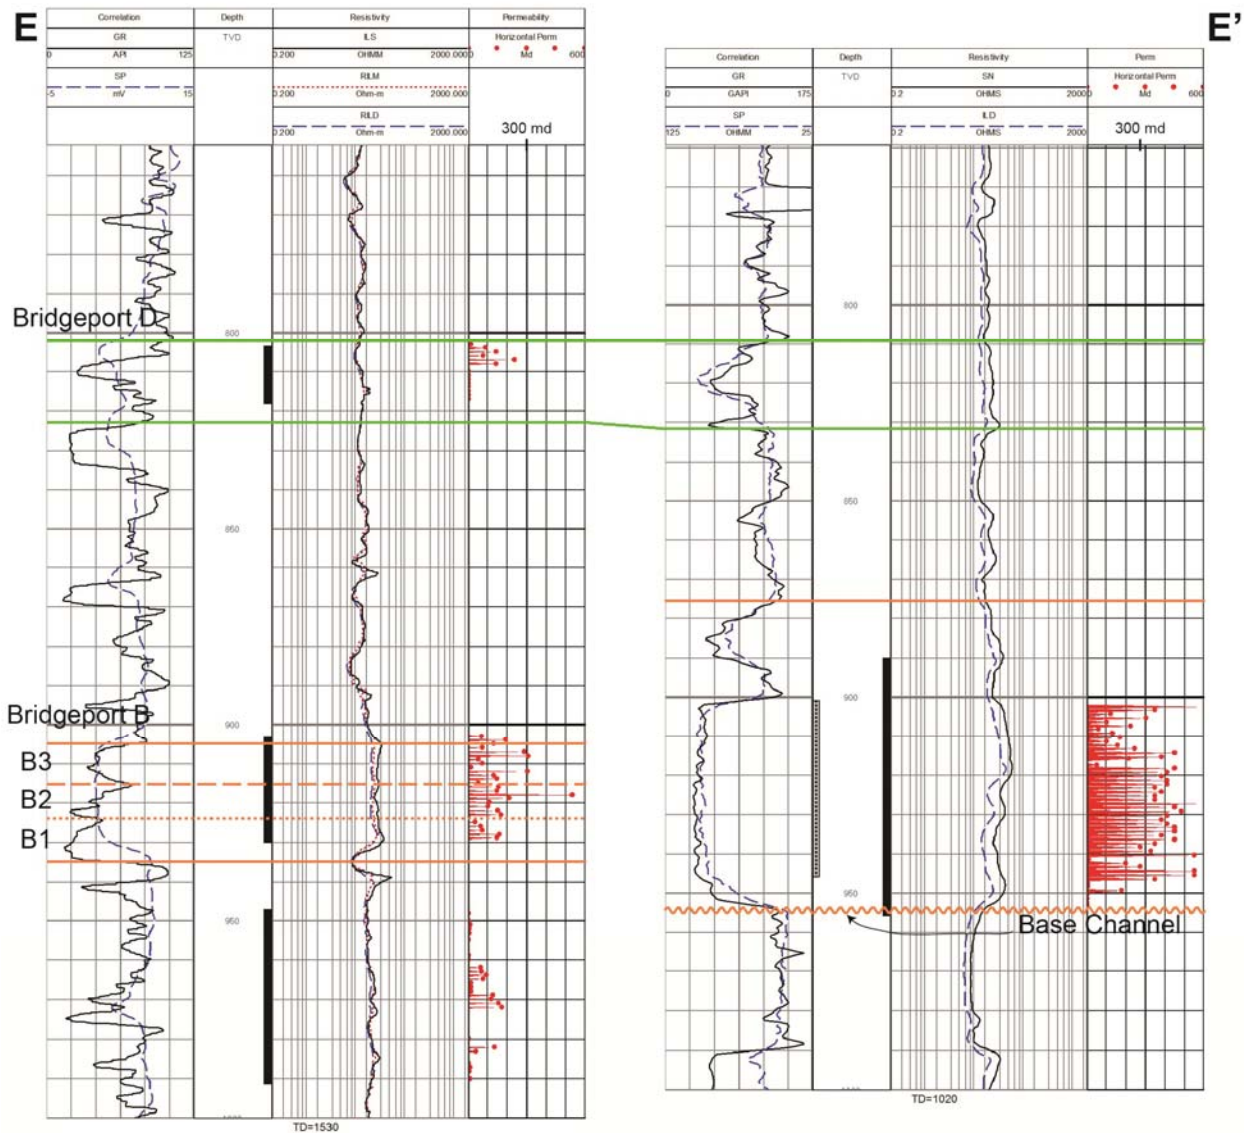 E
Correlation Depth Resistivity Permeability
GR TVD ILS Horizontal Perm
0 API 125 0.200 OHMM 2000.000 0 Md 600
SP RILM
-5 mV 15 0.200 Ohm-m 2000.000
RILD
0.200 Ohm-m 2000.000 300 md
E'
Correlation Depth Resistivity Perm
GR TVD SN Horizontal Perm
0 GAPI 175 0.2 OHMS 2000 0 Md 600
SP ILD
125 OHMM 25 0.2 OHMS 2000 300 md
Bridgeport D
800
800
850
850
Bridgeport B
900
900
B3
B2
B1
950
950
Base Channel
TD=1530
TD=1020